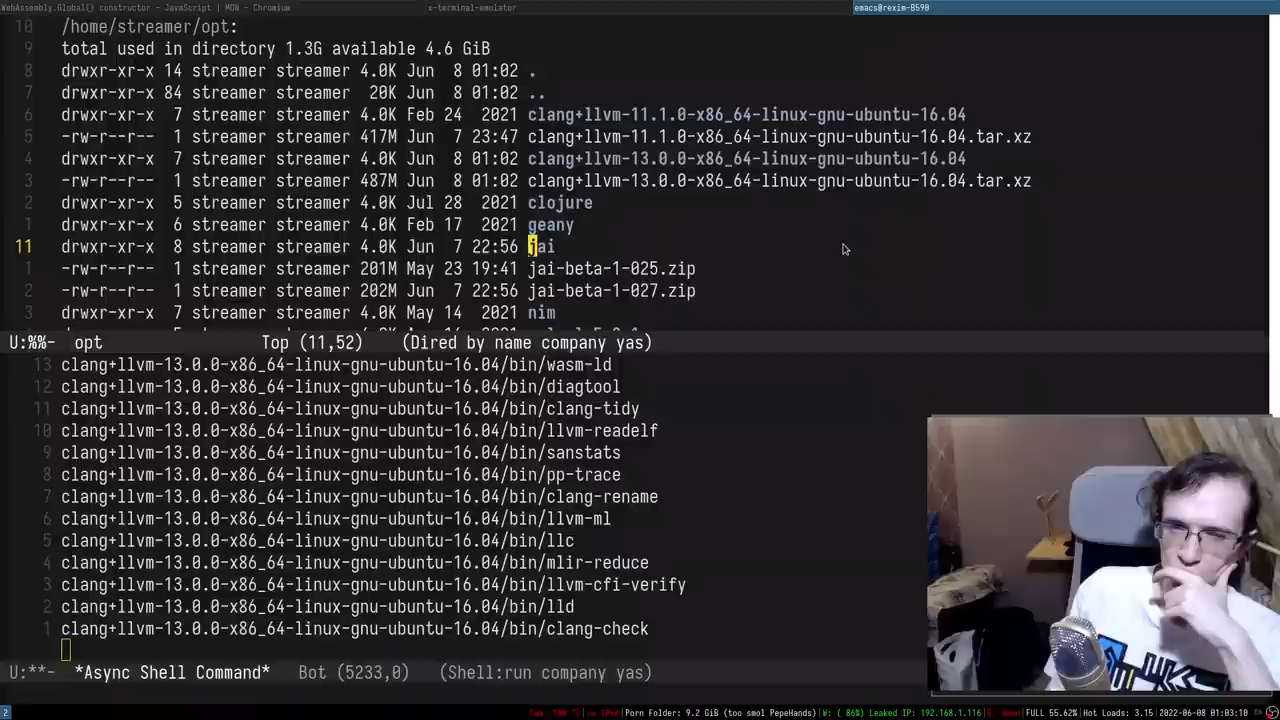 WebAssembly.Global() constructor - JavaScript | MDN - Chromium x-terminal-emulator emacs@rexim-B590
10 /home/streamer/opt:
9 total used in directory 1.3G available 4.6 GiB
8 drwxr-xr-x 14 streamer streamer 4.0K Jun 8 01:02 .
7 drwxr-xr-x 84 streamer streamer 20K Jun 8 01:02 ..
6 drwxr-xr-x 7 streamer streamer 4.0K Feb 24 2021 clang+llvm-11.1.0-x86_64-linux-gnu-ubuntu-16.04
5 -rw-r--r-- 1 streamer streamer 417M Jun 7 23:47 clang+llvm-11.1.0-x86_64-linux-gnu-ubuntu-16.04.tar.xz
4 drwxr-xr-x 7 streamer streamer 4.0K Jun 8 01:02 clang+llvm-13.0.0-x86_64-linux-gnu-ubuntu-16.04
3 -rw-r--r-- 1 streamer streamer 487M Jun 8 01:02 clang+llvm-13.0.0-x86_64-linux-gnu-ubuntu-16.04.tar.xz
2 drwxr-xr-x 5 streamer streamer 4.0K Jul 28 2021 clojure
1 drwxr-xr-x 6 streamer streamer 4.0K Feb 17 2021 geany
11 drwxr-xr-x 8 streamer streamer 4.0K Jun 7 22:56 jai
1 -rw-r--r-- 1 streamer streamer 201M May 23 19:41 jai-beta-1-025.zip
2 -rw-r--r-- 1 streamer streamer 202M Jun 7 22:56 jai-beta-1-027.zip
3 drwxr-xr-x 7 streamer streamer 4.0K May 14 2021 nim
U:%%- opt Top (11,52) (Dired by name company yas)
13 clang+llvm-13.0.0-x86_64-linux-gnu-ubuntu-16.04/bin/wasm-ld
12 clang+llvm-13.0.0-x86_64-linux-gnu-ubuntu-16.04/bin/diagtool
11 clang+llvm-13.0.0-x86_64-linux-gnu-ubuntu-16.04/bin/clang-tidy
10 clang+llvm-13.0.0-x86_64-linux-gnu-ubuntu-16.04/bin/llvm-readelf
9 clang+llvm-13.0.0-x86_64-linux-gnu-ubuntu-16.04/bin/sanstats
8 clang+llvm-13.0.0-x86_64-linux-gnu-ubuntu-16.04/bin/pp-trace
7 clang+llvm-13.0.0-x86_64-linux-gnu-ubuntu-16.04/bin/clang-rename
6 clang+llvm-13.0.0-x86_64-linux-gnu-ubuntu-16.04/bin/llvm-ml
5 clang+llvm-13.0.0-x86_64-linux-gnu-ubuntu-16.04/bin/llc
4 clang+llvm-13.0.0-x86_64-linux-gnu-ubuntu-16.04/bin/mlir-reduce
3 clang+llvm-13.0.0-x86_64-linux-gnu-ubuntu-16.04/bin/llvm-cfi-verify
2 clang+llvm-13.0.0-x86_64-linux-gnu-ubuntu-16.04/bin/lld
1 clang+llvm-13.0.0-x86_64-linux-gnu-ubuntu-16.04/bin/clang-check
U:**- *Async Shell Command* Bot (5233,0) (Shell:run company yas)
2 Porn Folder: 9.2 GiB (too smol PepeHands) W: ( 86%) Leaked IP: 192.168.1.116 FULL 55.62% Hot Loads: 3.15 2022-06-08 01:03:10 EN